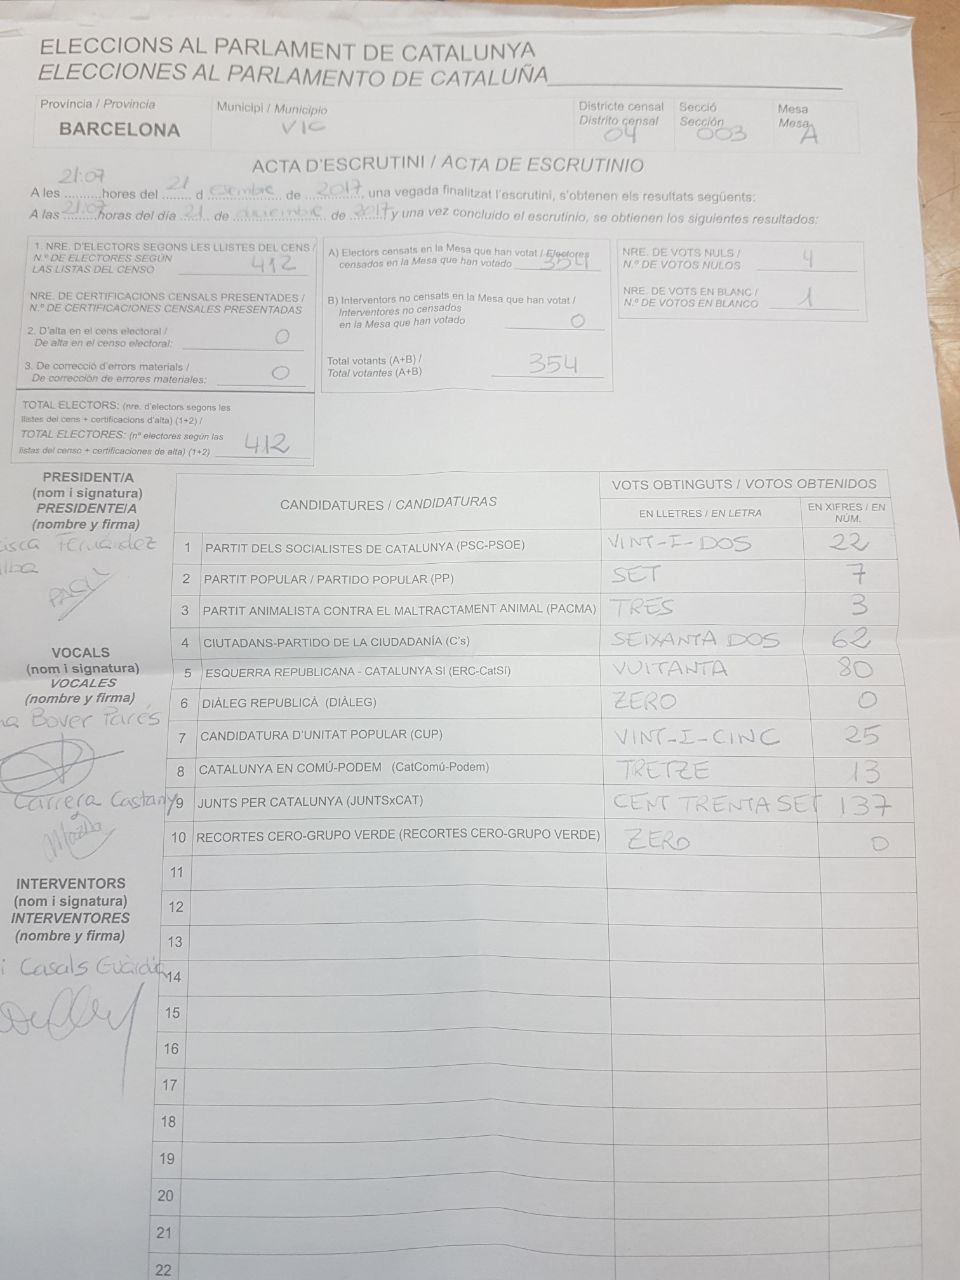 ELECCIONS AL PARLAMENT DE CATALUNYA
ELECCIONES AL PARLAMENTO DE CATALUÑA
Província / Provincia
BARCELONA
Municipi / Municipio
VIC
Districte censal
Distrito censal
04
Secció
Sección
003
Mesa
Mesa
A
ACTA D'ESCRUTINI / ACTA DE ESCRUTINIO
A les 21:07 hores del 21 d esembre de 2017, una vegada finalitzat l'escrutini, s'obtenen els resultats següents:
A las 21:07 horas del día 21 de diciembre de 2017 y una vez concluido el escrutinio, se obtienen los siguientes resultados:
1. NRE. D'ELECTORS SEGONS LES LLISTES DEL CENS /
N.º DE ELECTORES SEGÚN
LAS LISTAS DEL CENSO 412
NRE. DE CERTIFICACIONS CENSALS PRESENTADES /
N.º DE CERTIFICACIONES CENSALES PRESENTADAS
2. D'alta en el cens electoral /
De alta en el censo electoral: 0
3. De correcció d'errors materials /
De corrección de errores materiales: 0
TOTAL ELECTORS: (nre. d'electors segons les
llistes del cens + certificacions d'alta) (1+2) /
TOTAL ELECTORES: (nº electores según las
listas del censo + certificaciones de alta) (1+2) 412
A) Electors censats en la Mesa que han votat / Electores
censados en la Mesa que han votado 354
B) Interventors no censats en la Mesa que han votat /
Interventores no censados
en la Mesa que han votado 0
Total votants (A+B) /
Total votantes (A+B) 354
NRE. DE VOTS NULS /
N.º DE VOTOS NULOS 4
NRE. DE VOTS EN BLANC /
N.º DE VOTOS EN BLANCO 1
PRESIDENT/A
(nom i signatura)
PRESIDENTE/A
(nombre y firma)
Fernández
VOCALS
(nom i signatura)
VOCALES
(nombre y firma)
Bover Parés
Carrera Castany
INTERVENTORS
(nom i signatura)
INTERVENTORES
(nombre y firma)
Casals Guàrdia
CANDIDATURES / CANDIDATURAS
VOTS OBTINGUTS / VOTOS OBTENIDOS
EN LLETRES / EN LETRA
EN XIFRES / EN
NÚM.
1 PARTIT DELS SOCIALISTES DE CATALUNYA (PSC-PSOE) VINT-I-DOS 22
2 PARTIT POPULAR / PARTIDO POPULAR (PP) SET 7
3 PARTIT ANIMALISTA CONTRA EL MALTRACTAMENT ANIMAL (PACMA) TRES 3
4 CIUTADANS-PARTIDO DE LA CIUDADANÍA (C's) SEIXANTA DOS 62
5 ESQUERRA REPUBLICANA - CATALUNYA SI (ERC-CatSí) VUITANTA 80
6 DIÀLEG REPUBLICÀ (DIÀLEG) ZERO 0
7 CANDIDATURA D'UNITAT POPULAR (CUP) VINT-I-CINC 25
8 CATALUNYA EN COMÚ-PODEM (CatComú-Podem) TRETZE 13
9 JUNTS PER CATALUNYA (JUNTSxCAT) CENT TRENTA SET 137
10 RECORTES CERO-GRUPO VERDE (RECORTES CERO-GRUPO VERDE) ZERO 0
11
12
13
14
15
16
17
18
19
20
21
22